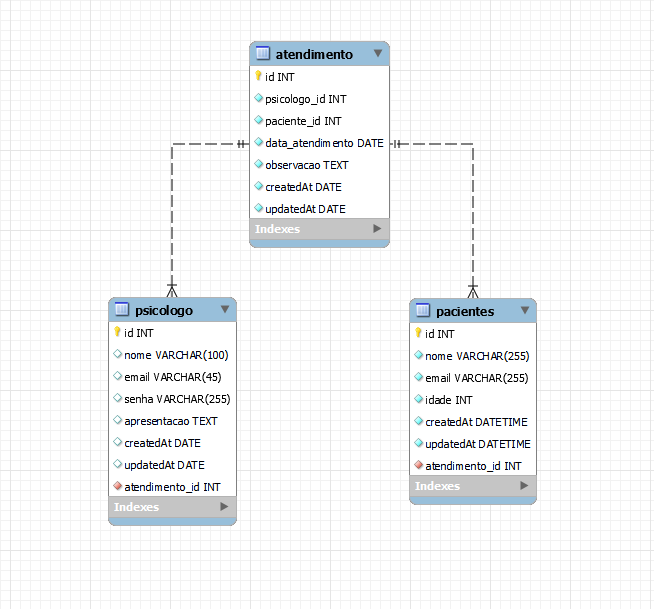 atendimento
id INT
psicologo_id INT
paciente_id INT
data_atendimento DATE
observacao TEXT
createdAt DATE
updatedAt DATE
Indexes
psicologo
id INT
nome VARCHAR(100)
email VARCHAR(45)
senha VARCHAR(255)
apresentacao TEXT
createdAt DATE
updatedAt DATE
atendimento_id INT
Indexes
pacientes
id INT
nome VARCHAR(255)
email VARCHAR(255)
idade INT
createdAt DATETIME
updatedAt DATETIME
atendimento_id INT
Indexes